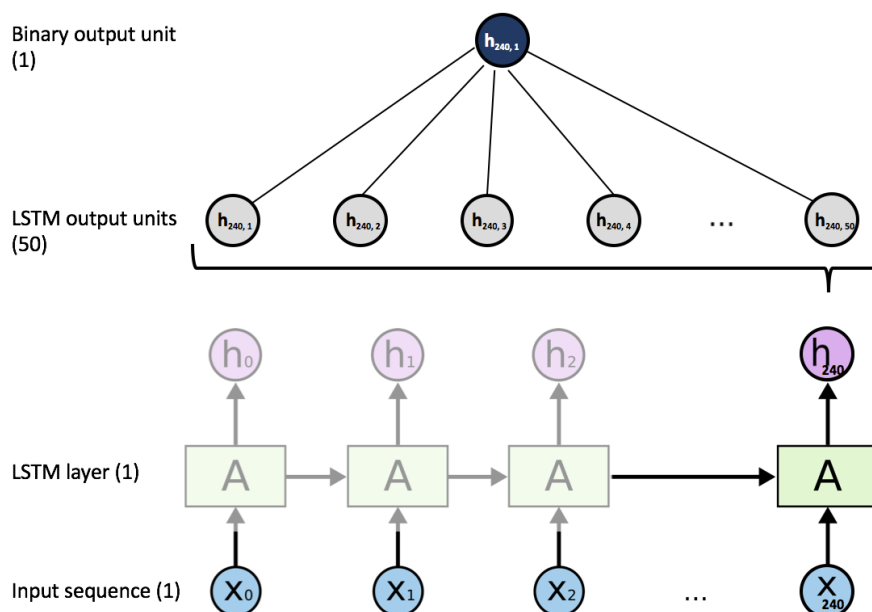 Binary output unit
(1)
h240, 1
LSTM output units
(50)
h240, 1
h240, 2
h240, 3
h240, 4
...
h240, 50
h0
h1
h2
h240
LSTM layer (1)
A
A
A
A
Input sequence (1)
x0
x1
x2
...
x240